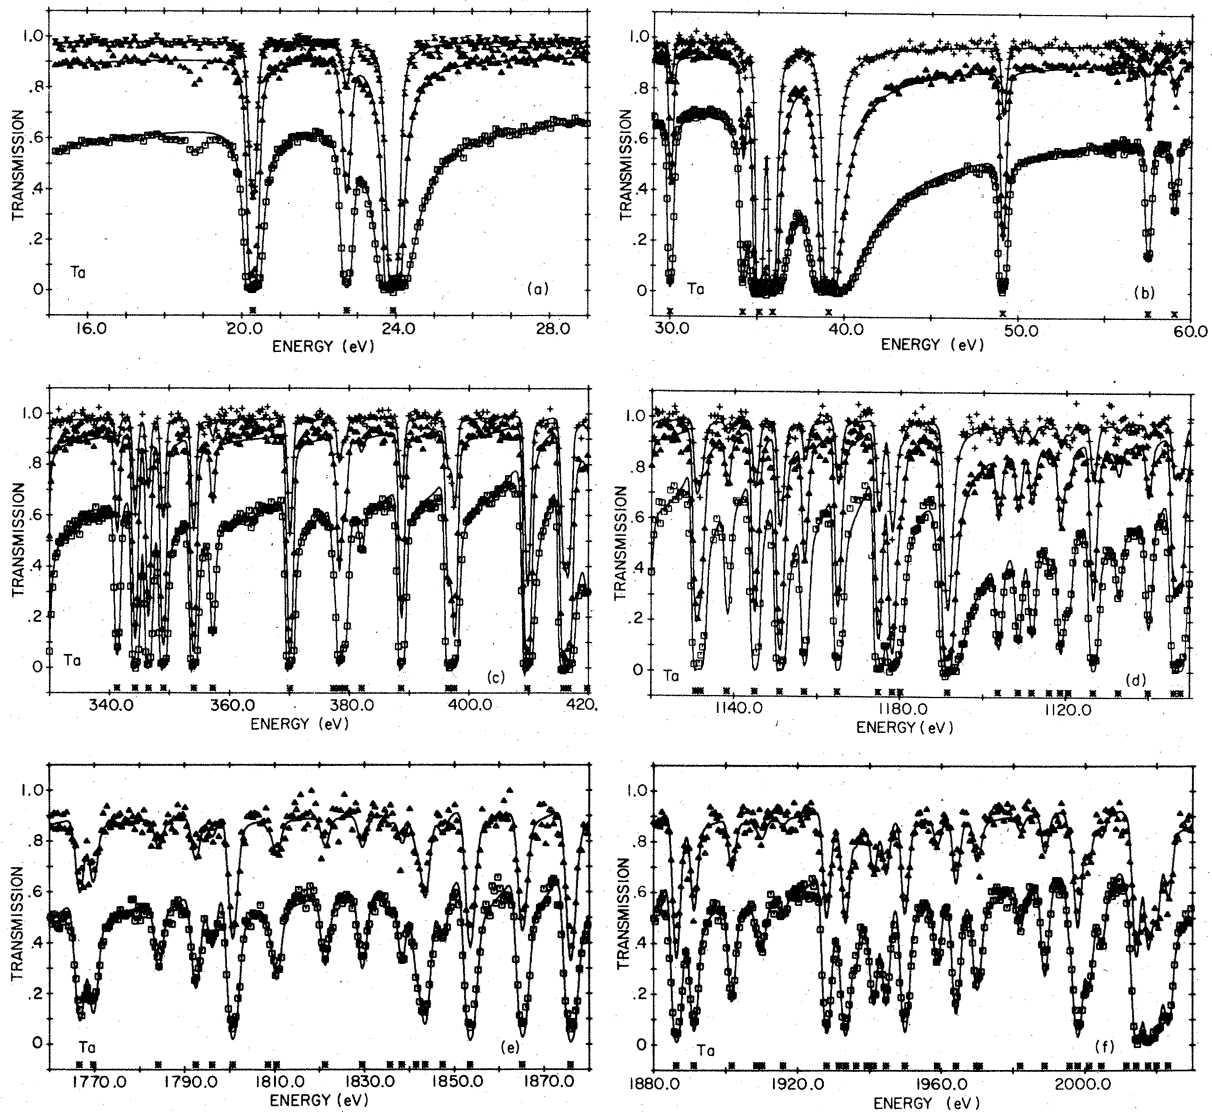 TRANSMISSION
1.0
.8
.6
.4
.2
0
Ta
(a)
16.0 20.0 24.0 28.0
ENERGY (eV)
TRANSMISSION
1.0
.8
.6
.4
.2
0
Ta
(b)
30.0 40.0 50.0 60.0
ENERGY (eV)
TRANSMISSION
1.0
.8
.6
.4
.2
0
Ta
(c)
340.0 360.0 380.0 400.0 420.
ENERGY (eV)
TRANSMISSION
1.0
.8
.6
.4
.2
0
Ta
(d)
1140.0 1180.0 1120.0
ENERGY (eV)
TRANSMISSION
1.0
.8
.6
.4
.2
0
Ta
(e)
1770.0 1790.0 1810.0 1830.0 1850.0 1870.0
ENERGY (eV)
TRANSMISSION
1.0
.8
.6
.4
.2
0
Ta
(f)
1880.0 1920.0 1960.0 2000.0
ENERGY (eV)